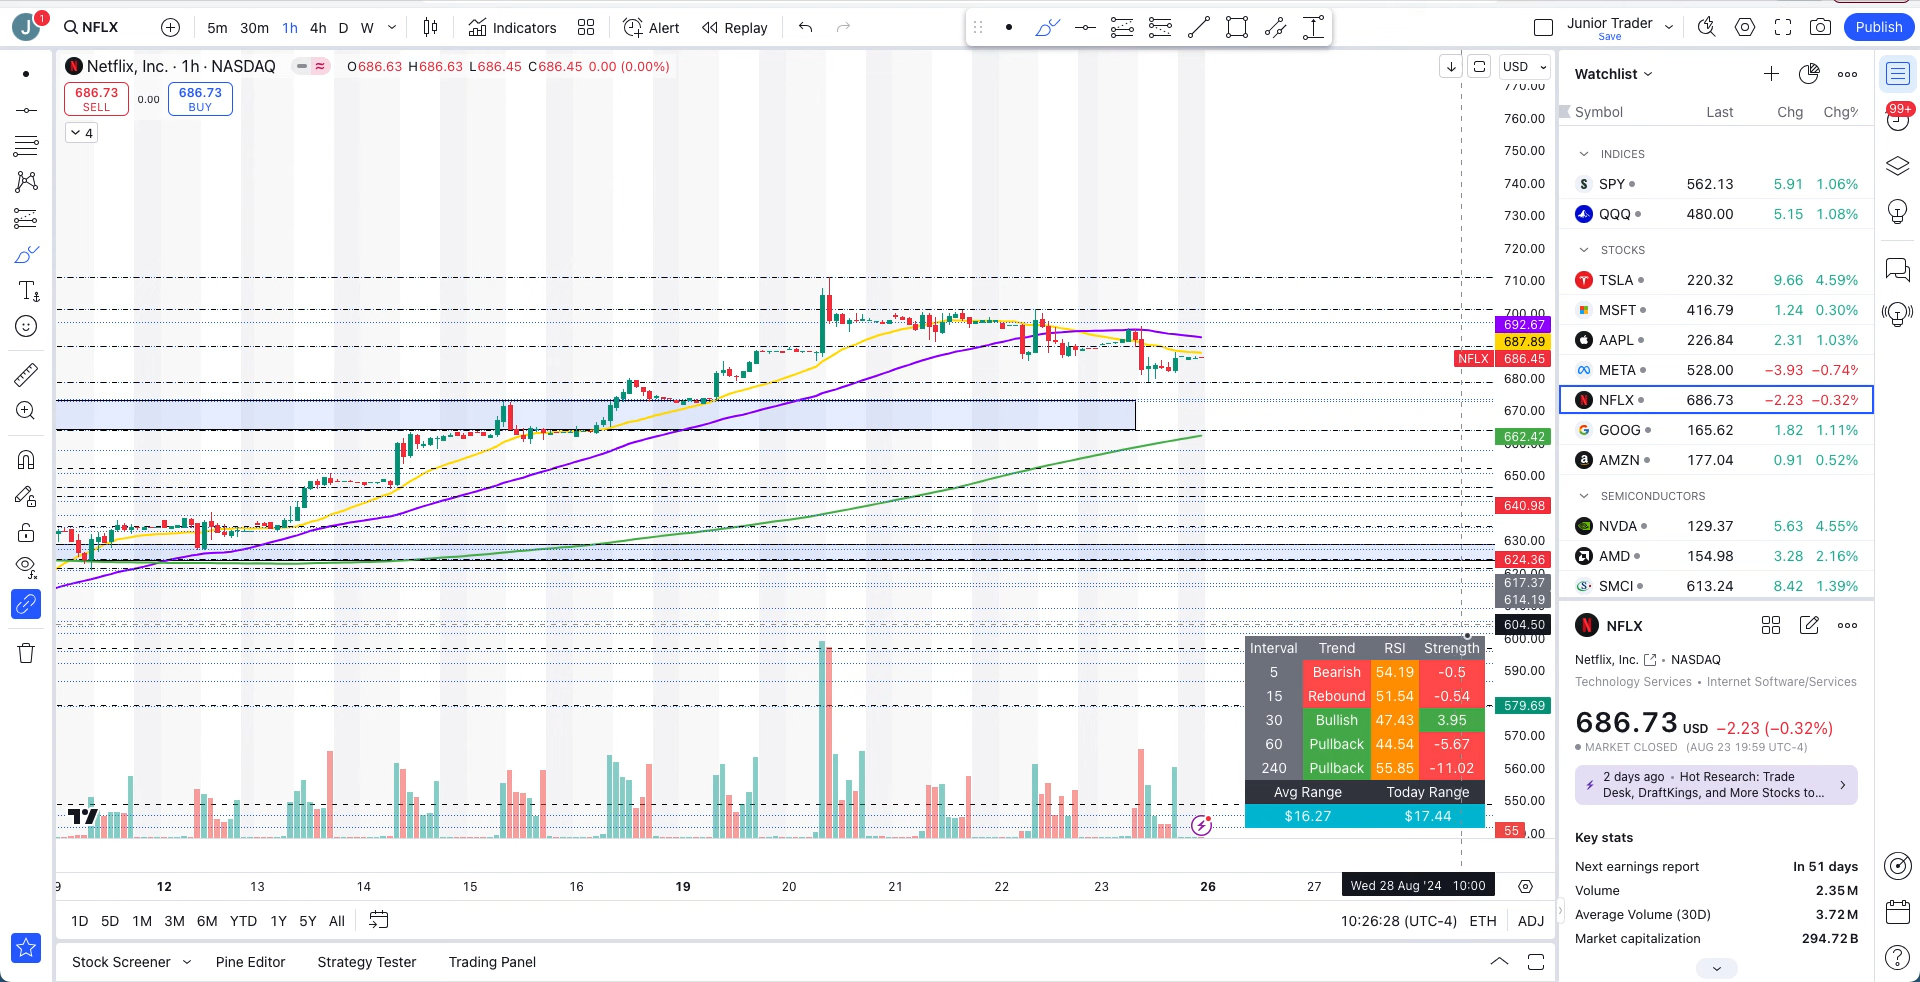 J 1 NFLX 5m 30m 1h 4h D W Indicators Alert Replay Junior Trader Save Publish
Netflix, Inc. · 1h · NASDAQ O686.63 H686.63 L686.45 C686.45 0.00 (0.00%)
USD
686.73 SELL 0.00 686.73 BUY
4
770.00
760.00
750.00
740.00
730.00
720.00
710.00
700.00
692.67
687.89
NFLX 686.45
680.00
670.00
662.42
650.00
640.98
630.00
624.36
617.37
614.19
604.50
600.00
590.00
579.69
570.00
560.00
550.00
55 .00
Interval Trend RSI Strength
5 Bearish 54.19 -0.5
15 Rebound 51.54 -0.54
30 Bullish 47.43 3.95
60 Pullback 44.54 -5.67
240 Pullback 55.85 -11.02
Avg Range Today Range
$16.27 $17.44
9 12 13 14 15 16 19 20 21 22 23 26 27 Wed 28 Aug '24 10:00
1D 5D 1M 3M 6M YTD 1Y 5Y All 10:26:28 (UTC-4) ETH ADJ
Stock Screener Pine Editor Strategy Tester Trading Panel
Watchlist
99+
Symbol Last Chg Chg%
INDICES
SPY 562.13 5.91 1.06%
QQQ 480.00 5.15 1.08%
STOCKS
TSLA 220.32 9.66 4.59%
MSFT 416.79 1.24 0.30%
AAPL 226.84 2.31 1.03%
META 528.00 −3.93 −0.74%
NFLX 686.73 −2.23 −0.32%
GOOG 165.62 1.82 1.11%
AMZN 177.04 0.91 0.52%
SEMICONDUCTORS
NVDA 129.37 5.63 4.55%
AMD 154.98 3.28 2.16%
SMCI 613.24 8.42 1.39%
NFLX
Netflix, Inc. • NASDAQ
Technology Services • Internet Software/Services
686.73 USD −2.23 (−0.32%)
MARKET CLOSED (AUG 23 19:59 UTC-4)
2 days ago • Hot Research: Trade
Desk, DraftKings, and More Stocks to...
Key stats
Next earnings report In 51 days
Volume 2.35M
Average Volume (30D) 3.72M
Market capitalization 294.72B